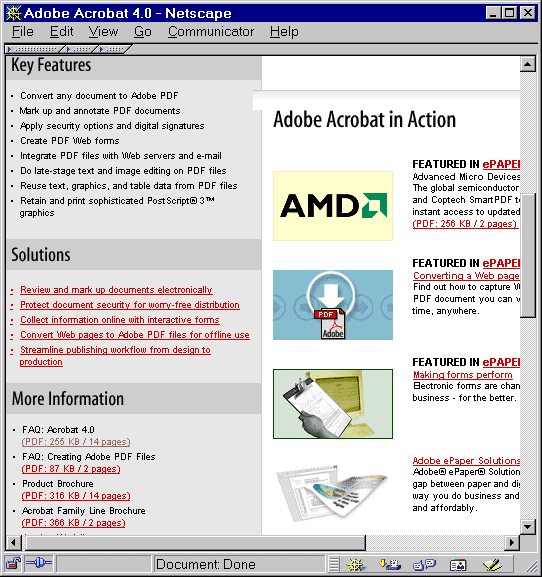 Adobe Acrobat 4.0 - Netscape
File Edit View Go Communicator Help
Key Features
• Convert any document to Adobe PDF
• Mark up and annotate PDF documents
• Apply security options and digital signatures
• Create PDF Web forms
• Integrate PDF files with Web servers and e-mail
• Do late-stage text and image editing on PDF files
• Reuse text, graphics, and table data from PDF files
• Retain and print sophisticated PostScript® 3™
graphics
Solutions
• Review and mark up documents electronically
• Protect document security for worry-free distribution
• Collect information online with interactive forms
• Convert Web pages to Adobe PDF files for offline use
• Streamline publishing workflow from design to
production
More Information
• FAQ: Acrobat 4.0
(PDF: 255 KB / 14 pages)
• FAQ: Creating Adobe PDF Files
(PDF: 87 KB / 2 pages)
• Product Brochure
(PDF: 316 KB / 14 pages)
• Acrobat Family Line Brochure
(PDF: 366 KB / 2 pages)
Adobe Acrobat in Action
AMD
FEATURED IN ePAPE
Advanced Micro Devices
The global semiconductor
and Coptech SmartPDF t
instant access to updated
(PDF: 256 KB / 2 pages)
PDF
Adobe
FEATURED IN ePAPE
Converting a Web page
Find out how to capture W
PDF document you can v
time, anywhere.
FEATURED IN ePAPE
Making forms perform
Electronic forms are chan
business - for the better.
Adobe ePaper Solutions
Adobe® ePaper® Solution
gap between paper and dig
way you do business and
and affordably.
Document: Done